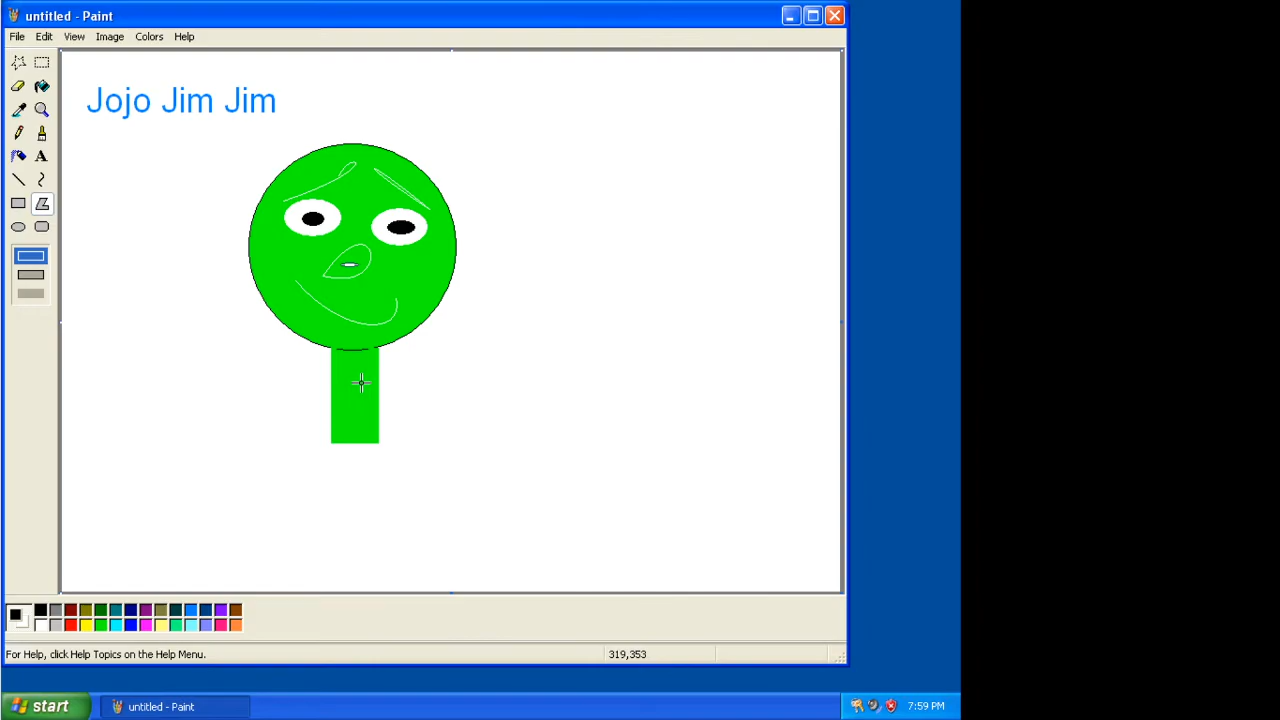 untitled - Paint
File Edit View Image Colors Help
Jojo Jim Jim
A
For Help, click Help Topics on the Help Menu.
319,353
start
untitled - Paint
7:59 PM